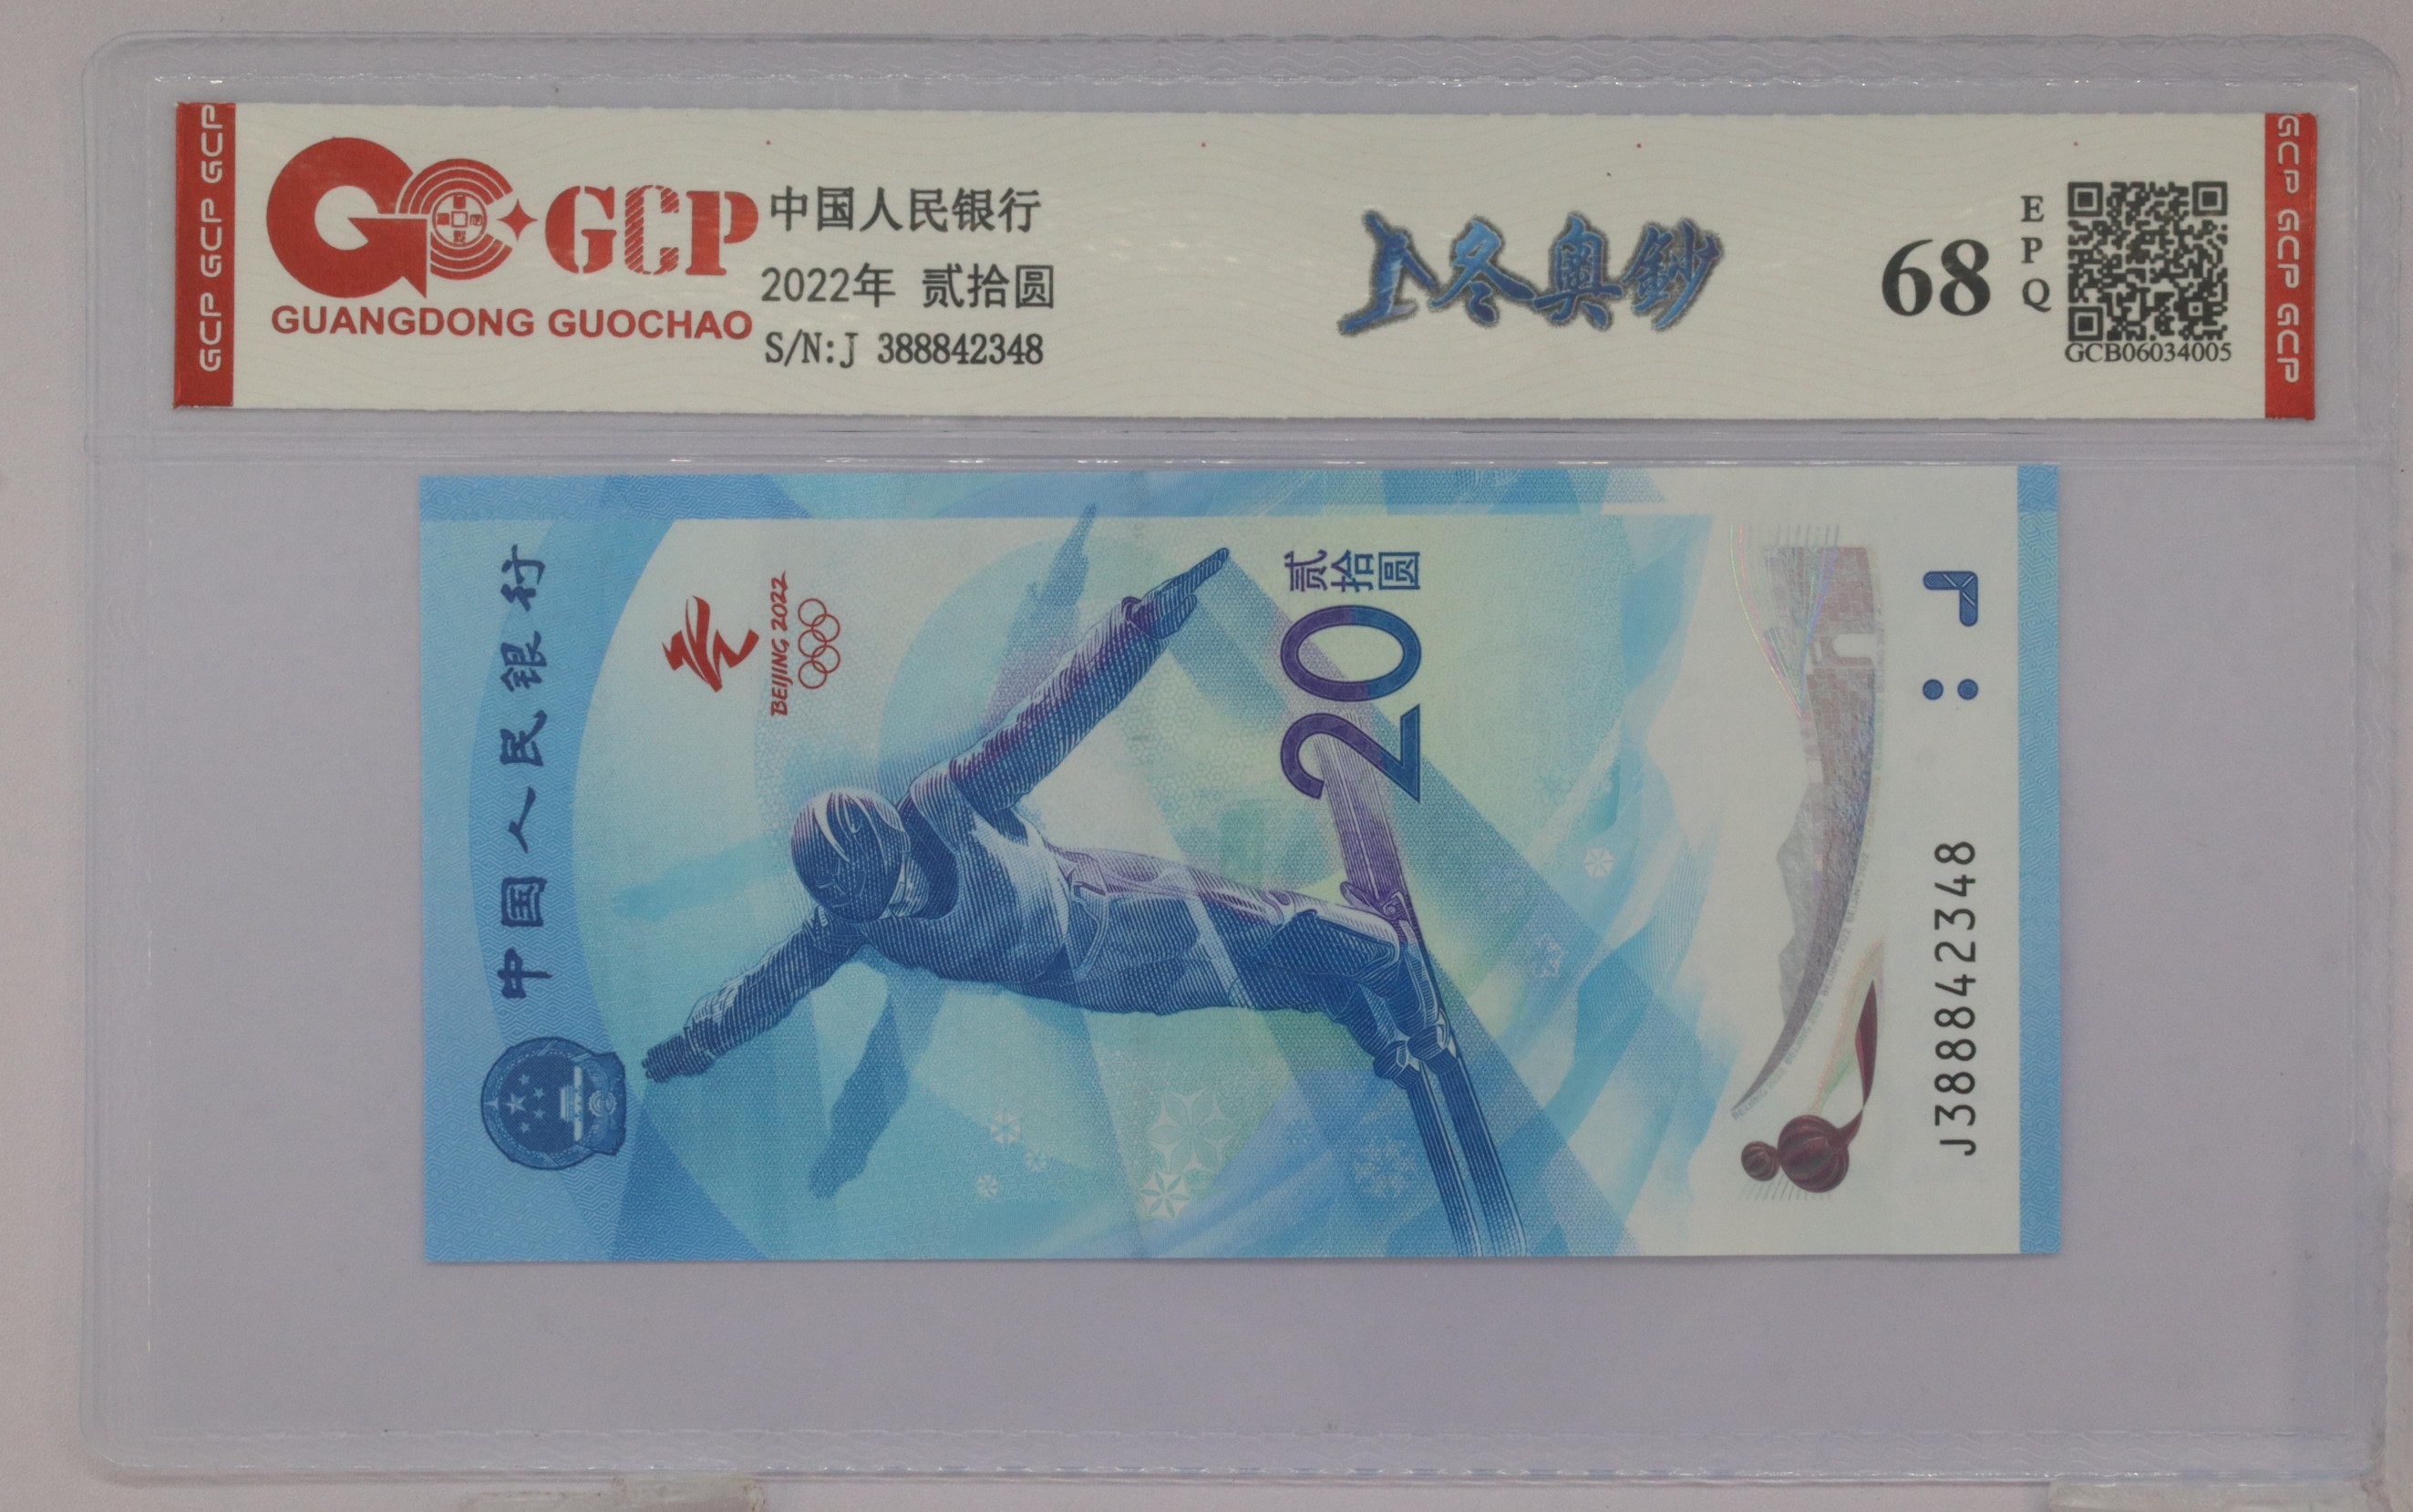 GCP GCP GCP
GCP
GUANGDONG GUOCHAO
中国人民银行
2022年 贰拾圆
S/N:J 388842348
冬奥鈔
68
EPQ
GCB06034005
GCP GCP GCP
中国人民银行
BEIJING 2022
贰拾圆
20
J388842348